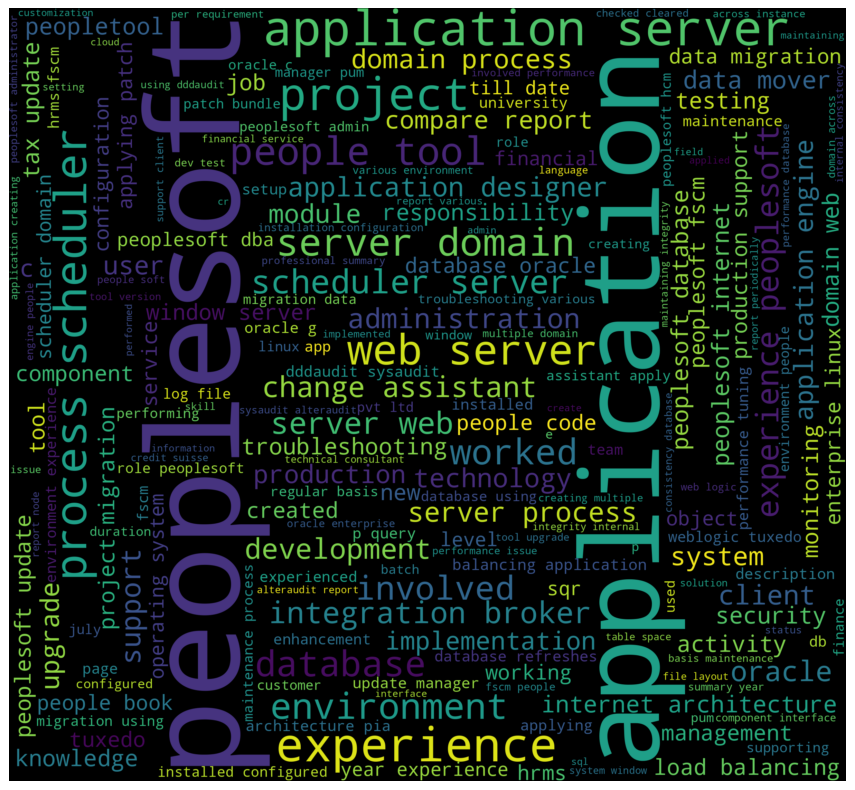 customization
per requirement
application server
checked cleared
across instance
maintaining
peopletool
cloud
oracle c
manager pum
domain process
involved performance
data migration
peoplesoft administrator
tax update
hrms fscm
setting
using dddaudit
job
project
till date
data mover
applying patch
patch bundle
university
compare report
testing
peoplesoft
application
peoplesoft admin
financial service
maintenance
role
people tool
financial
peoplesoft hcm
field
applied
internal consistency
domain across
performance database
support client
dev test
various environment
language
configuration
cr
setup
application designer
report various
installation configuration
module
responsibility
admin
peoplesoft dba
server domain
creating
professional summary
user
c
database oracle
process scheduler
scheduler domain
application creating
people soft
tool version
scheduler server
migration data
troubleshooting various
maintaining integrity
peoplesoft database
peoplesoft internet
peoplesoft fscm
production support
report periodically
experience peoplesoft
application engine
domain web
enterprise linux
environment people
performance tuning
consistency database
window server
administration
oracle g
implemented
window
multiple domain
engine people
performed
service
linux
app
web server
component
dddaudit sysaudit
assistant apply
log file
change assistant
skill
performing
sysaudit alteraudit
pvt ltd
installed
create
tool
server web
people code
e
information
role peoplesoft
credit suisse
troubleshooting
worked
team
issue
technical consultant
production
technology
web logic
monitoring
environment experience
migration
regular basis
new
database using
creating multiple
report node
duration
fscm
created
server process
object
oracle enterprise
integrity internal
p query
level
tool upgrade
weblogic tuxedo
peoplesoft update
upgrade
project
support
operating system
development
performance issue
p
system
balancing application
batch
experienced
involved
sqr
description
solution
alteraudit report
used
client
integration broker
security
july
status
maintenance process
enhancement
implementation
table space
activity
db
finance
database
database refreshes
basis maintenance
page
working
file layout
oracle
configured
customer
update manager
fscm people
summary year
people book
interface
environment
internet architecture
migration using
architecture pia
applying
pum
component interface
tuxedo
management
supporting
experience
knowledge
sql
installed configured
year experience
hrms
system window
load balancing